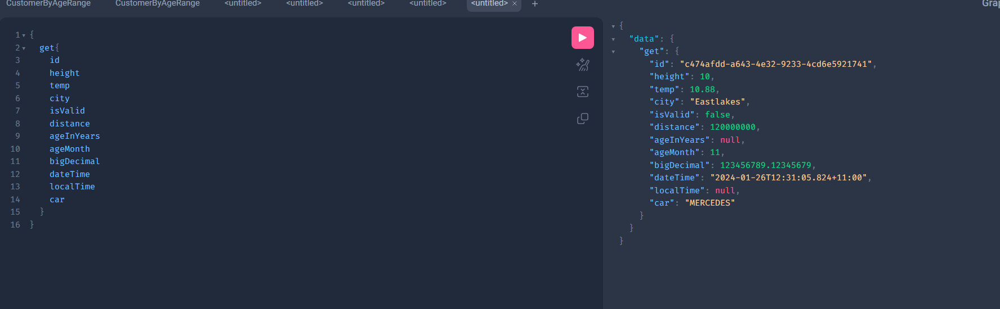 CustomerByAgeRange CustomerByAgeRange <untitled> <untitled> <untitled> <untitled> <untitled> × +
1 {
2 get{
3 id
4 height
5 temp
6 city
7 isValid
8 distance
9 ageInYears
10 ageMonth
11 bigDecimal
12 dateTime
13 localTime
14 car
15 }
16 }
{
"data": {
"get": {
"id": "c474afdd-a643-4e32-9233-4cd6e5921741",
"height": 10,
"temp": 10.88,
"city": "Eastlakes",
"isValid": false,
"distance": 120000000,
"ageInYears": null,
"ageMonth": 11,
"bigDecimal": 123456789.12345679,
"dateTime": "2024-01-26T12:31:05.824+11:00",
"localTime": null,
"car": "MERCEDES"
}
}
}